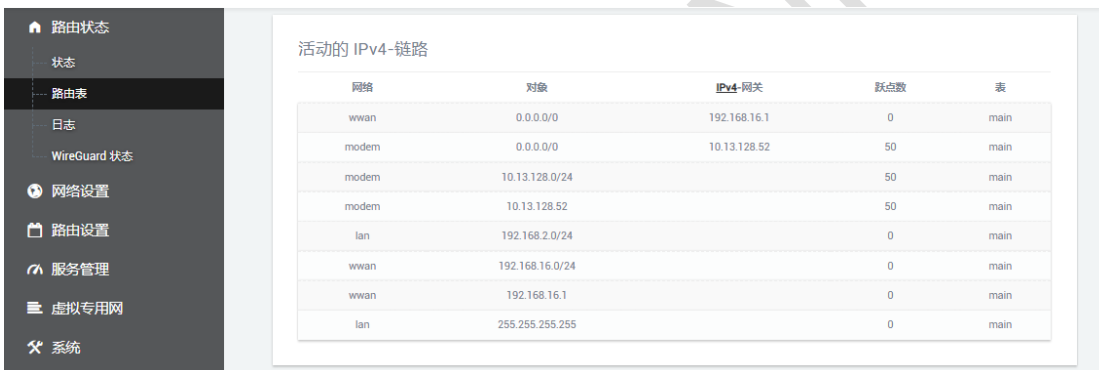 路由状态
状态
路由表
日志
WireGuard 状态
网络设置
路由设置
服务管理
虚拟专用网
系统
活动的 IPv4-链路
网络 对象 IPv4-网关 跃点数 表
wwan 0.0.0.0/0 192.168.16.1 0 main
modem 0.0.0.0/0 10.13.128.52 50 main
modem 10.13.128.0/24 50 main
modem 10.13.128.52 50 main
lan 192.168.2.0/24 0 main
wwan 192.168.16.0/24 0 main
wwan 192.168.16.1 0 main
lan 255.255.255.255 0 main